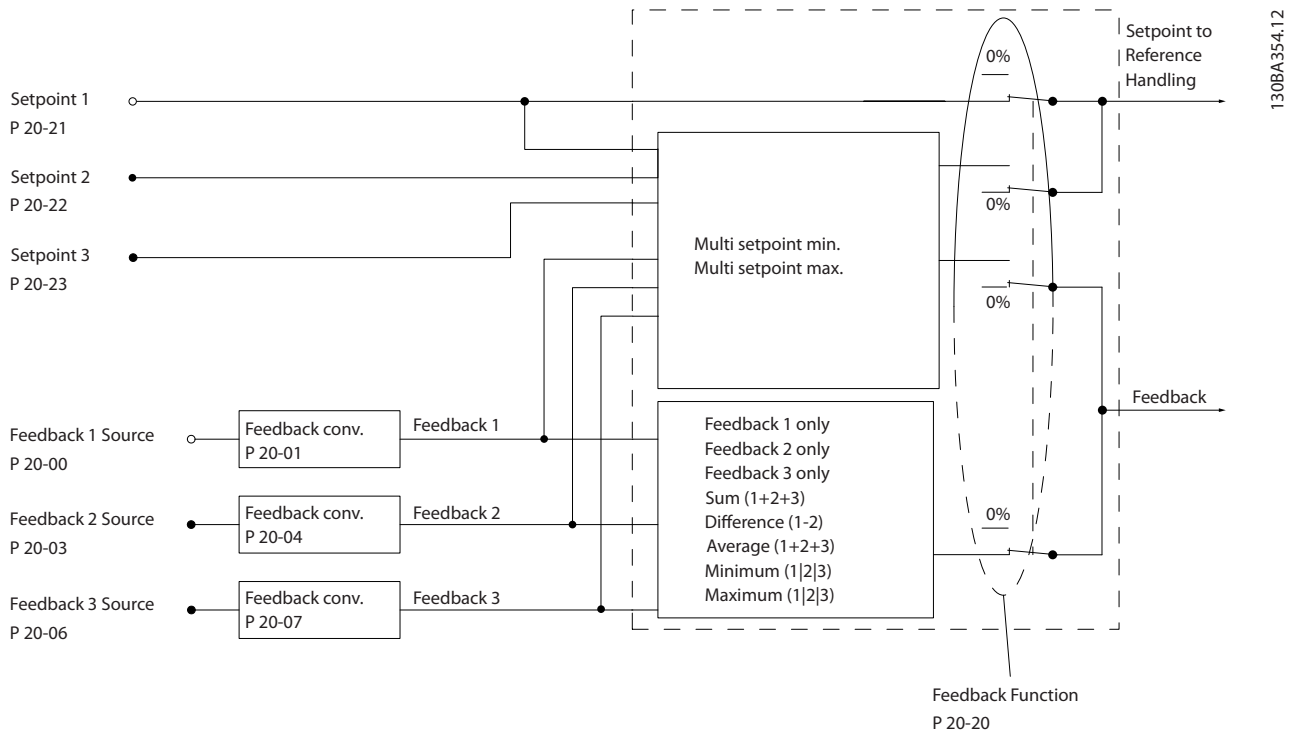 130BA354.12
Setpoint to
Reference
Handling
0%
Setpoint 1
P 20-21
Setpoint 2
P 20-22
0%
Setpoint 3
P 20-23
Multi setpoint min.
Multi setpoint max.
0%
Feedback
Feedback 1 Source
P 20-00
Feedback conv.
P 20-01
Feedback 1
Feedback 2 Source
P 20-03
Feedback conv.
P 20-04
Feedback 2
Feedback 3 Source
P 20-06
Feedback conv.
P 20-07
Feedback 3
Feedback 1 only
Feedback 2 only
Feedback 3 only
Sum (1+2+3)
Difference (1-2)
Average (1+2+3)
Minimum (1|2|3)
Maximum (1|2|3)
0%
Feedback Function
P 20-20